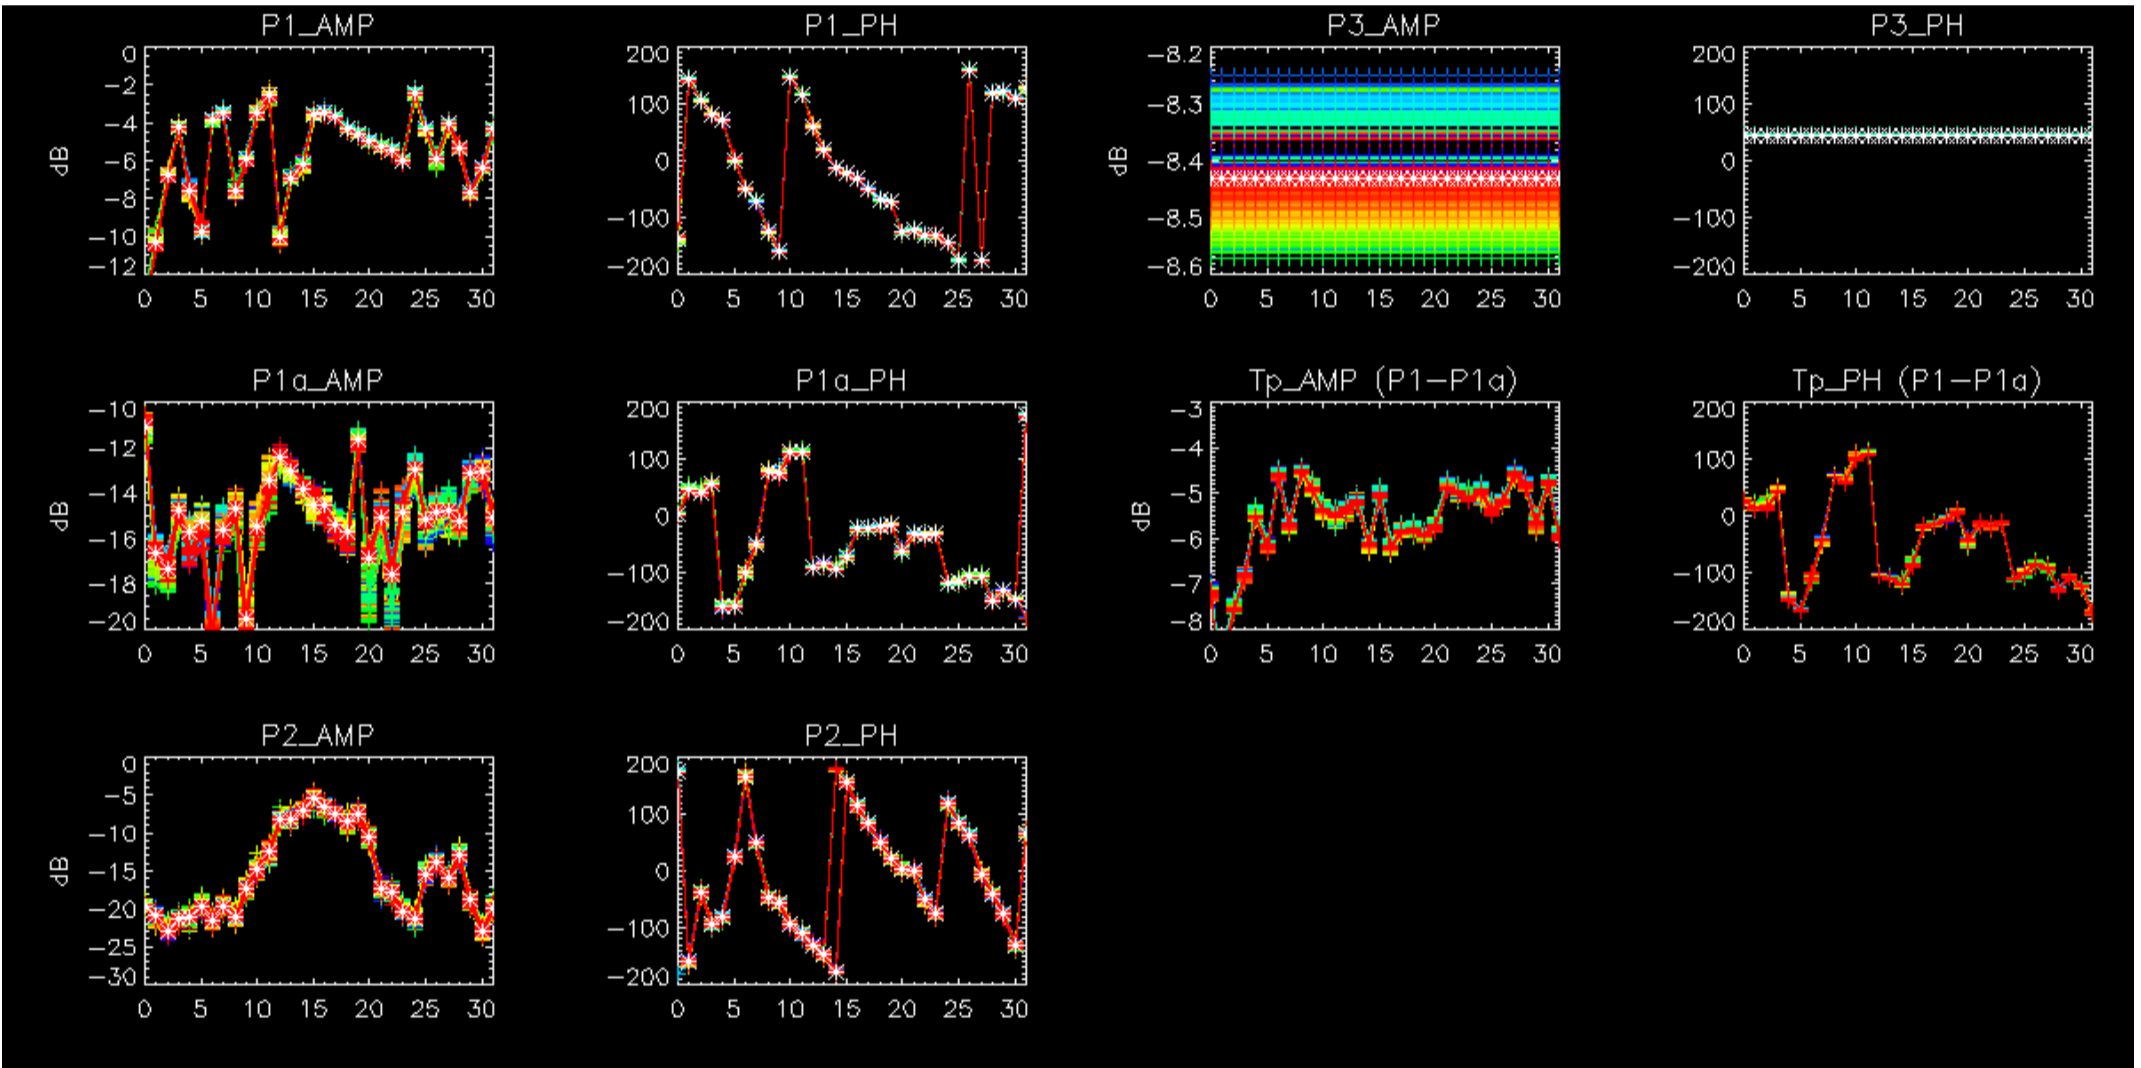 P1_AMP
0
−2
−4
−6
−8
−10
−12
dB
0 5 10 15 20 25 30
P1_PH
200
100
0
−100
−200
0 5 10 15 20 25 30
P3_AMP
−8.2
−8.3
−8.4
−8.5
−8.6
dB
0 5 10 15 20 25 30
P3_PH
200
100
0
−100
−200
0 5 10 15 20 25 30
P1a_AMP
−10
−12
−14
−16
−18
−20
dB
0 5 10 15 20 25 30
P1a_PH
200
100
0
−100
−200
0 5 10 15 20 25 30
Tp_AMP (P1−P1a)
−3
−4
−5
−6
−7
−8
dB
0 5 10 15 20 25 30
Tp_PH (P1−P1a)
200
100
0
−100
−200
0 5 10 15 20 25 30
P2_AMP
0
−5
−10
−15
−20
−25
−30
dB
0 5 10 15 20 25 30
P2_PH
200
100
0
−100
−200
0 5 10 15 20 25 30